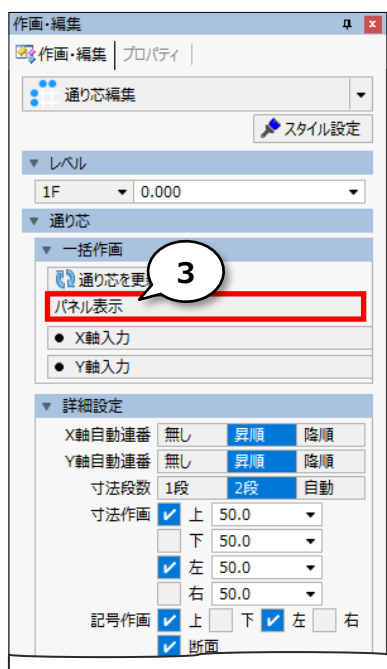 作画・編集
作画・編集 プロパティ
通り芯編集
スタイル設定
レベル
1F 0.000
通り芯
一括作画
通り芯を更
3
パネル表示
● X軸入力
● Y軸入力
詳細設定
X軸自動連番 無し 昇順 降順
Y軸自動連番 無し 昇順 降順
寸法段数 1段 2段 自動
寸法作画 上 50.0
下 50.0
左 50.0
右 50.0
記号作画 上 下 左 右
断面